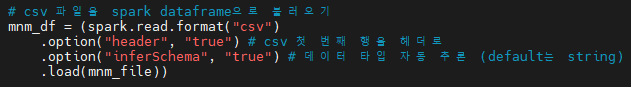 # csv 파일을 spark dataframe으로 불러오기
mnm_df = (spark.read.format("csv")
    .option("header", "true") # csv 첫 번째 행을 헤더로
    .option("inferSchema", "true") # 데이터 타입 자동 추론 (default는 string)
    .load(mnm_file))